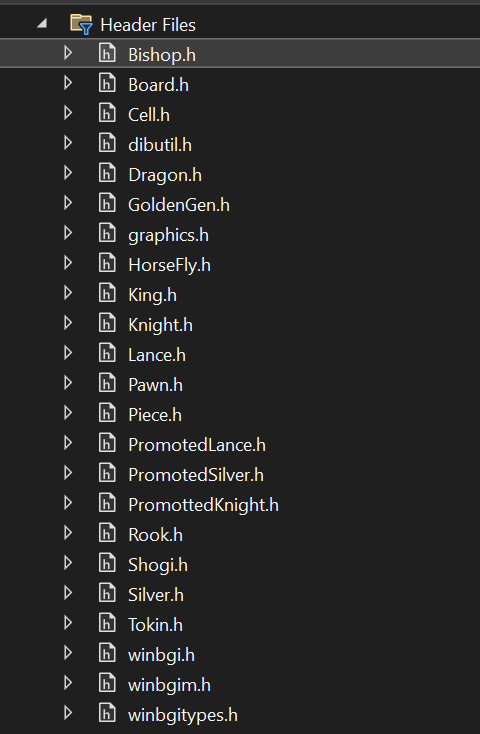 Header Files
Bishop.h
Board.h
Cell.h
dibutil.h
Dragon.h
GoldenGen.h
graphics.h
HorseFly.h
King.h
Knight.h
Lance.h
Pawn.h
Piece.h
PromotedLance.h
PromotedSilver.h
PromottedKnight.h
Rook.h
Shogi.h
Silver.h
Tokin.h
winbgi.h
winbgim.h
winbgitypes.h